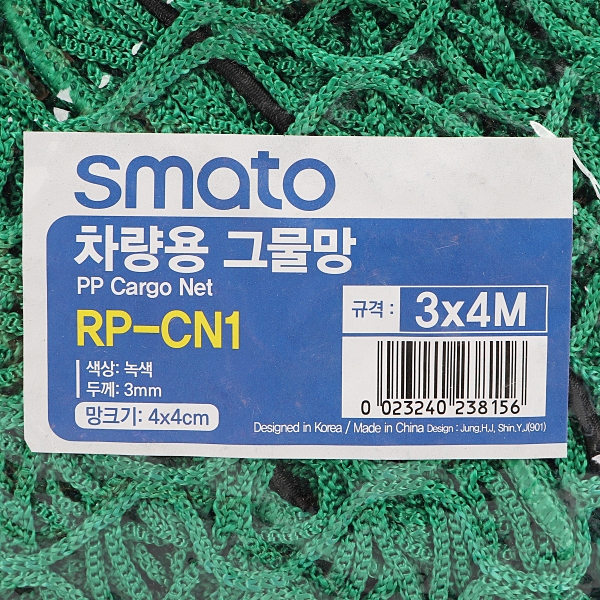 smato
차량용 그물망
PP Cargo Net
RP-CN1
색상: 녹색
두께: 3mm
망크기: 4x4cm
규격: 3x4M
0 023240 238156
Designed in Korea / Made in China Design : Jung,H.J, Shin,Y.J(901)